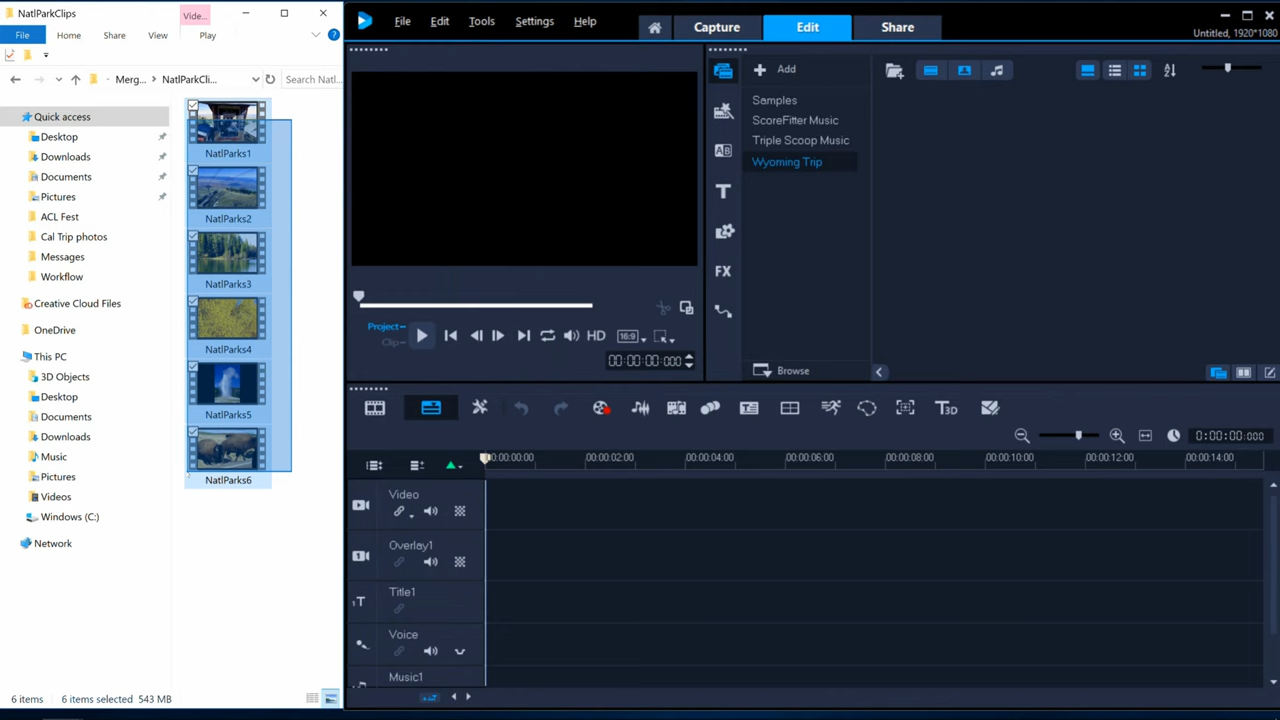 NatlParkClips
Vide...
File
Home
Share
View
Play
Merg...
NatlParkCli...
Search Natl...
Quick access
Desktop
Downloads
Documents
Pictures
ACL Fest
Cal Trip photos
Messages
Workflow
Creative Cloud Files
OneDrive
This PC
3D Objects
Desktop
Documents
Downloads
Music
Pictures
Videos
Windows (C:)
Network
NatlParks1
NatlParks2
NatlParks3
NatlParks4
NatlParks5
NatlParks6
6 items
6 items selected 543 MB
File
Edit
Tools
Settings
Help
Capture
Edit
Share
Untitled, 1920*1080
Project
Clip
HD
16:9
00:00:00:000
Add
Samples
ScoreFitter Music
Triple Scoop Music
Wyoming Trip
Browse
AB
T
FX
T3D
0:00:00:000
00:00:00:00
00:00:02:00
00:00:04:00
00:00:06:00
00:00:08:00
00:00:10:00
00:00:12:00
00:00:14:00
Video
Overlay1
Title1
Voice
Music1